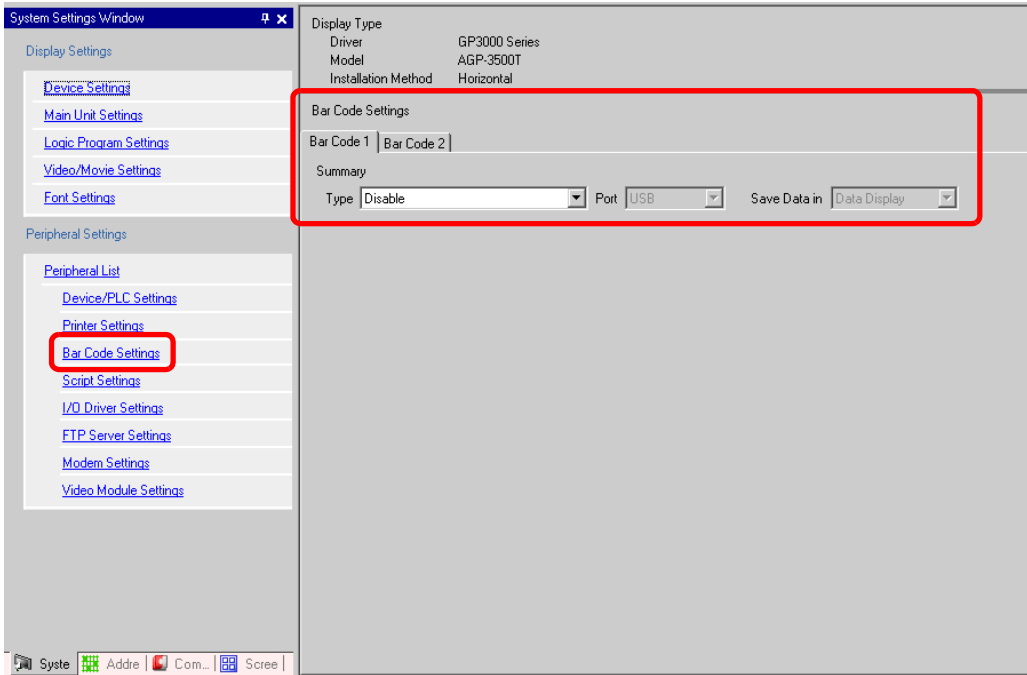 System Settings Window
Display Settings
Device Settings
Main Unit Settings
Logic Program Settings
Video/Movie Settings
Font Settings
Peripheral Settings
Peripheral List
Device/PLC Settings
Printer Settings
Bar Code Settings
Script Settings
I/O Driver Settings
FTP Server Settings
Modem Settings
Video Module Settings
Syste Addre Com... Scree
Display Type
Driver GP3000 Series
Model AGP-3500T
Installation Method Horizontal
Bar Code Settings
Bar Code 1 Bar Code 2
Summary
Type Disable Port USB Save Data in Data Display